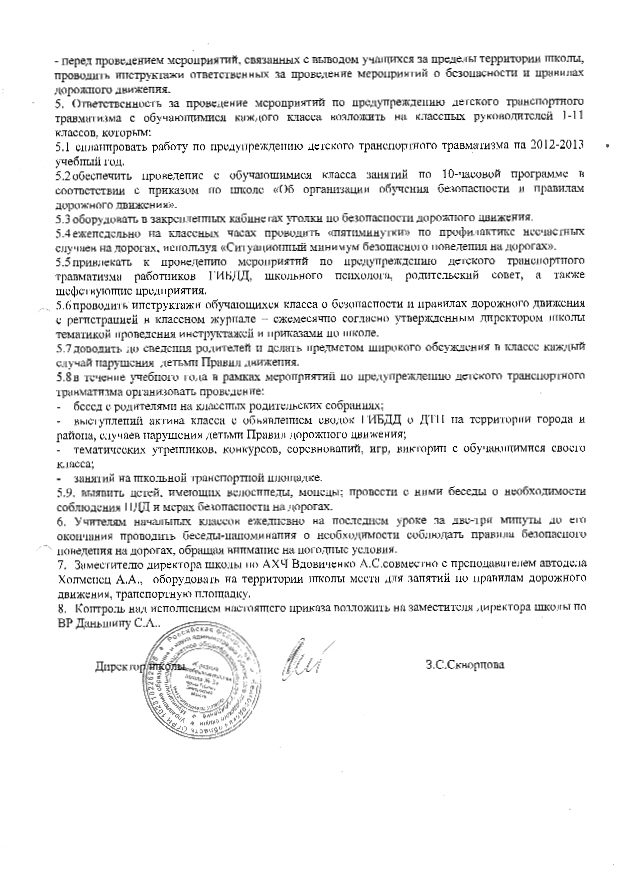 - перед проведением мероприятий, связанных с выводом учащихся за пределы территории школы,
проводить инструктажи ответственных за проведение мероприятий о безопасности и правилах
дорожного движения.
5. Ответственность за проведение мероприятий по предупреждению детского транспортного
травматизма с обучающимися каждого класса возложить на классных руководителей 1-11
классов, которым:
5.1 спланировать работу по предупреждению детского транспортного травматизма на 2012-2013
учебный год.
5.2 обеспечить проведение с обучающимися класса занятий по 10-часовой программе в
соответствии с приказом по школе «Об организации обучения безопасности и правилам
дорожного движения».
5.3 оборудовать в закрепленных кабинетах уголки по безопасности дорожного движения.
5.4 еженедельно на классных часах проводить «пятиминутки» по профилактике несчастных
случаев на дорогах, используя «Ситуационный минимум безопасного поведения на дорогах».
5.5 привлекать к проведению мероприятий по предупреждению детского транспортного
травматизма работников ГИБДД, школьного психолога, родительский совет, а также
шефствующие предприятия.
5.6 проводить инструктажи обучающихся класса о безопасности и правилах дорожного движения
с регистрацией в классном журнале – ежемесячно согласно утвержденным директором школы
тематикой проведения инструктажей и приказами по школе.
5.7 доводить до сведения родителей и делать предметом широкого обсуждения в классе каждый
случай нарушения детьми Правил движения.
5.8 в течение учебного года в рамках мероприятий по предупреждению детского транспортного
травматизма организовать проведение:
- бесед с родителями на классных родительских собраниях;
- выступлений актива класса с объявлением сводок ГИБДД о ДТП на территории города и
района, случаев нарушения детьми Правил дорожного движения;
- тематических утренников, конкурсов, соревнований, игр, викторин с обучающимися своего
класса;
- занятий на школьной транспортной площадке.
5.9. выявить детей, имеющих велосипеды, мопеды; провести с ними беседы о необходимости
соблюдения ПДД и мерах безопасности на дорогах.
6. Учителям начальных классов ежедневно на последнем уроке за две-три минуты до его
окончания проводить беседы-напоминания о необходимости соблюдать правила безопасного
поведения на дорогах, обращая внимание на погодные условия.
7. Заместителю директора школы по АХЧ Вдовиченко А.С.совместно с преподавателем автодела
Холменец А.А., оборудовать на территории школы места для занятий по правилам дорожного
движения, транспортную площадку.
8. Контроль над исполнением настоящего приказа возложить на заместителя директора школы по
ВР Даньшину С.А..
Директор школы З.С.Скворцова